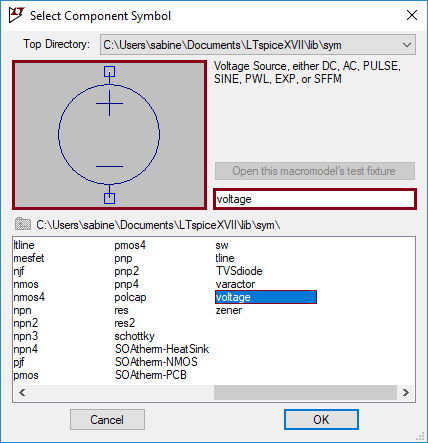 Select Component Symbol
Top Directory: C:\Users\sabine\Documents\LTspiceXVII\lib\sym
Voltage Source, either DC, AC, PULSE,
SINE, PWL, EXP, or SFFM
Open this macromodel's test fixture
voltage
C:\Users\sabine\Documents\LTspiceXVII\lib\sym\
ltline pmos4 sw
mesfet pnp tline
njf pnp2 TVSdiode
nmos pnp4 varactor
nmos4 polcap voltage
npn res zener
npn2 res2
npn3 schottky
npn4 SOAtherm-HeatSink
pjf SOAtherm-NMOS
pmos SOAtherm-PCB
Cancel OK